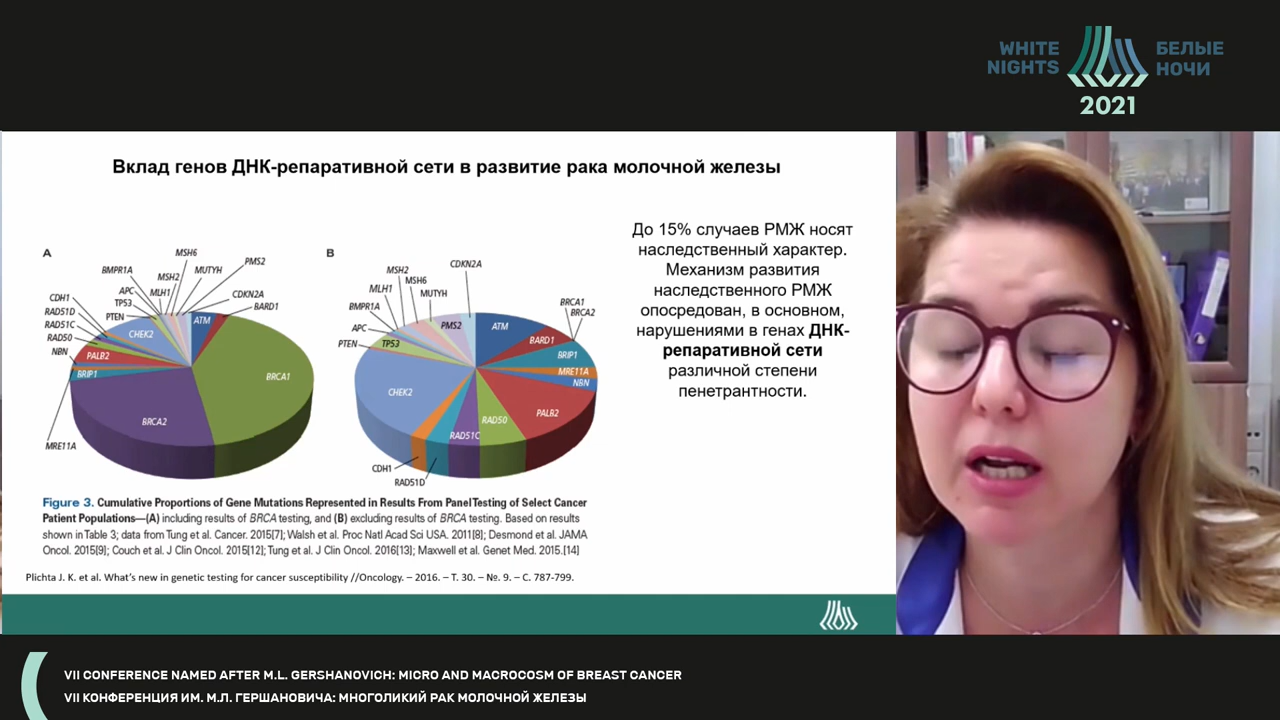 WHITE
NIGHTS
БЕЛЫЕ
НОЧИ
2021
Вклад генов ДНК-репаративной сети в развитие рака молочной железы
A
MSH6
BMPR1A
MSH2
MUTYH
PMS2
APC
MLH1
CDKN2A
CDH1
TP53
BARD1
RAD51D
PTEN
ATM
RAD51C
CHEK2
RAD50
NBN
PALB2
BRIP1
BRCA1
BRCA2
MRE11A
B
CDKN2A
MSH2
MSH6
MLH1
MUTYH
BMPR1A
BRCA1
BRCA2
APC
PMS2
ATM
PTEN
TP53
BARD1
BRIP1
MRE11A
NBN
CHEK2
PALB2
RAD50
RAD51C
CDH1
RAD51D
До 15% случаев РМЖ носят
наследственный характер.
Механизм развития
наследственного РМЖ
опосредован, в основном,
нарушениями в генах ДНК-
репаративной сети
различной степени
пенетрантности.
Figure 3. Cumulative Proportions of Gene Mutations Represented in Results From Panel Testing of Select Cancer
Patient Populations—(A) including results of BRCA testing, and (B) excluding results of BRCA testing. Based on results
shown in Table 3; data from Tung et al. Cancer. 2015[7]; Walsh et al. Proc Natl Acad Sci USA. 2011[8]; Desmond et al. JAMA
Oncol. 2015[9]; Couch et al. J Clin Oncol. 2015[12]; Tung et al. J Clin Oncol. 2016[13]; Maxwell et al. Genet Med. 2015.[14]
Plichta J. K. et al. What's new in genetic testing for cancer susceptibility //Oncology. – 2016. – Т. 30. – №. 9. – С. 787-799.
VII CONFERENCE NAMED AFTER M.L. GERSHANOVICH: MICRO AND MACROCOSM OF BREAST CANCER
VII КОНФЕРЕНЦИЯ ИМ. М.Л. ГЕРШАНОВИЧА: МНОГОЛИКИЙ РАК МОЛОЧНОЙ ЖЕЛЕЗЫ